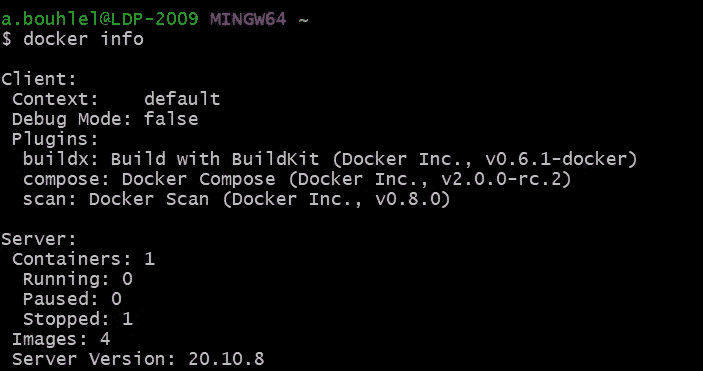 a.bouhlel@LDP-2009 MINGW64 ~
$ docker info
Client:
Context:    default
Debug Mode: false
Plugins:
buildx: Build with BuildKit (Docker Inc., v0.6.1-docker)
compose: Docker Compose (Docker Inc., v2.0.0-rc.2)
scan: Docker Scan (Docker Inc., v0.8.0)
Server:
Containers: 1
Running: 0
Paused: 0
Stopped: 1
Images: 4
Server Version: 20.10.8